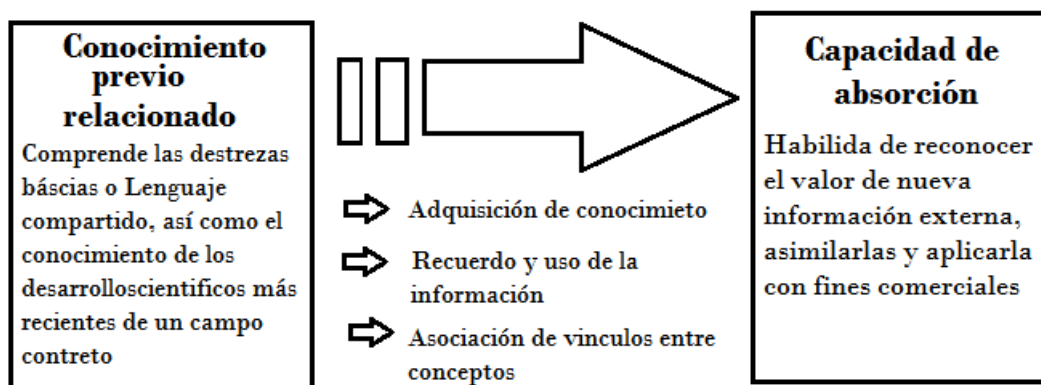 Conocimiento
previo
relacionado
Comprende las destrezas
báscias o Lenguaje
compartido, así como el
conocimiento de los
desarrolloscientificos más
recientes de un campo
contreto
Adquisición de conocimieto
Recuerdo y uso de la
información
Asociación de vinculos entre
conceptos
Capacidad de
absorción
Habilida de reconocer
el valor de nueva
información externa,
asimilarlas y aplicarla
con fines comerciales